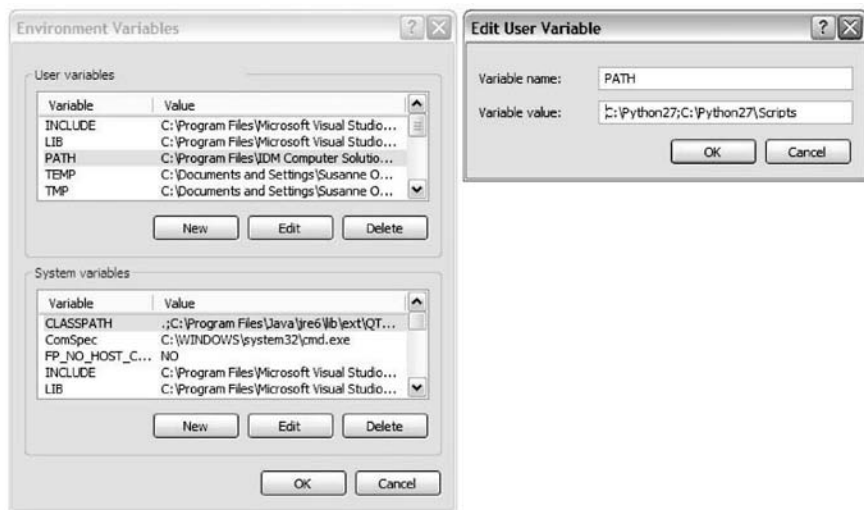 Environment Variables
User variables
Variable Value
INCLUDE C:\Program Files\Microsoft Visual Studio...
LIB C:\Program Files\Microsoft Visual Studio...
PATH C:\Program Files\IDM Computer Solutio...
TEMP C:\Documents and Settings\Susanne O...
TMP C:\Documents and Settings\Susanne O...
New Edit Delete
System variables
Variable Value
CLASSPATH .;C:\Program Files\Java\jre6\lib\ext\QT...
ComSpec C:\WINDOWS\system32\cmd.exe
FP_NO_HOST_C... NO
INCLUDE C:\Program Files\Microsoft Visual Studio...
LIB C:\Program Files\Microsoft Visual Studio...
New Edit Delete
OK Cancel
Edit User Variable
Variable name: PATH
Variable value: C:\Python27;C:\Python27\Scripts
OK Cancel